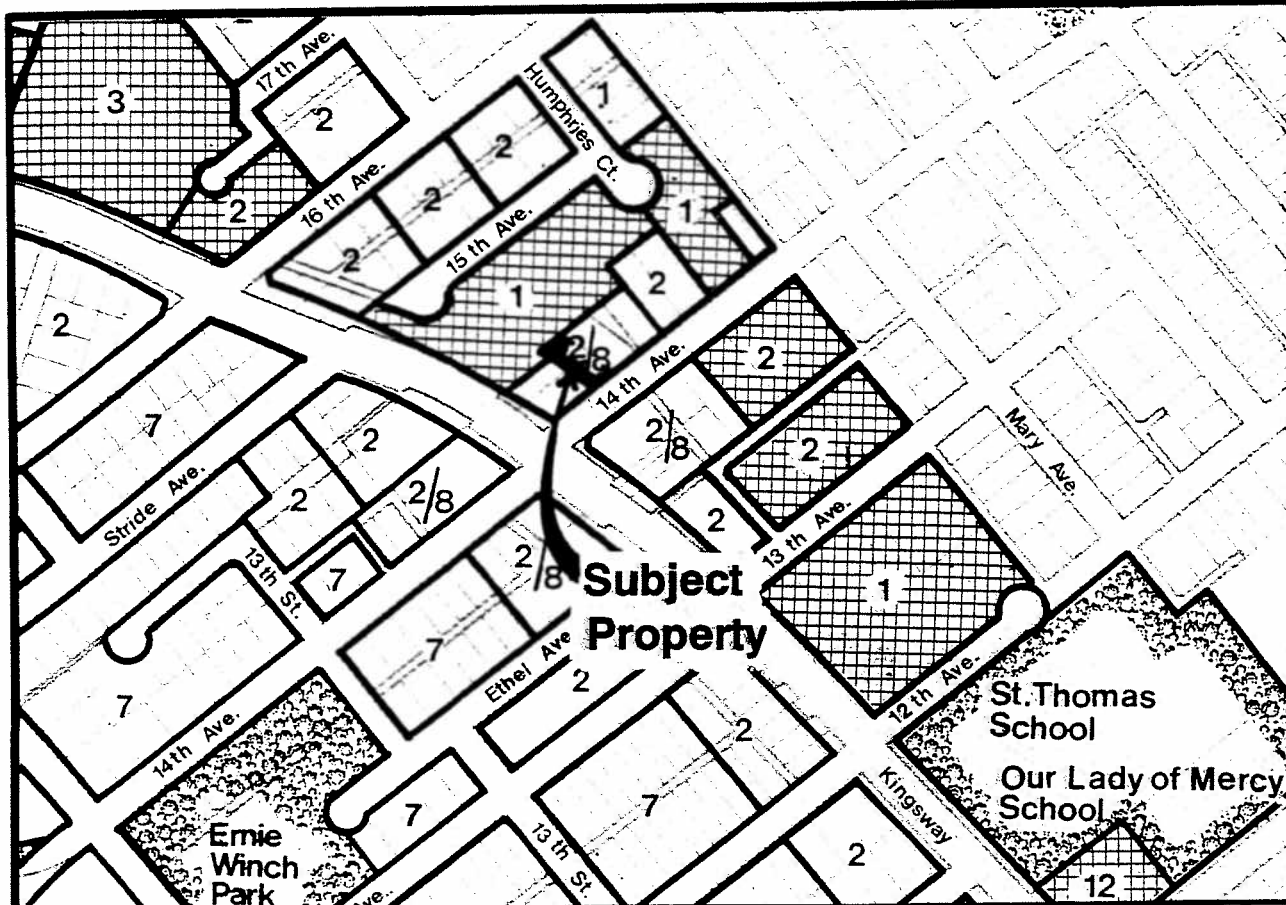 17th Ave.
3
2
Humphries Ct.
1
2
2
16th Ave.
2
1
2
15th Ave.
2
1
2
2
2/8
14th Ave.
2
7
2
2/8
2
Mary Ave.
Stride Ave.
2
2/8
2
13th Ave.
13th St.
7
2/8
Subject
Property
1
7
Ethel Ave
2
12th Ave.
St. Thomas
School
7
14th Ave.
2
Our Lady of Mercy
School
Kingsway
7
7
Ernie
Winch
Park
13th St.
2
12
ve.